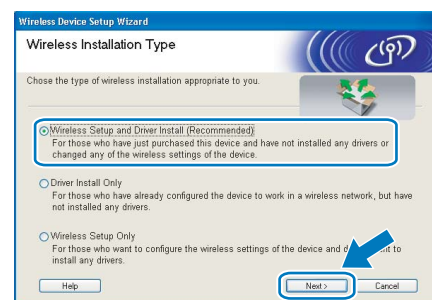 Wireless Device Setup Wizard
Wireless Installation Type
Chose the type of wireless installation appropriate to you.
Wireless Setup and Driver Install (Recommended)
For those who have just purchased this device and have not installed any drivers or
changed any of the wireless settings of the device.
Driver Install Only
For those who have already configured the device to work in a wireless network, but have
not installed any drivers.
Wireless Setup Only
For those who want to configure the wireless settings of the device and to
install any drivers.
Help
Next >
Cancel